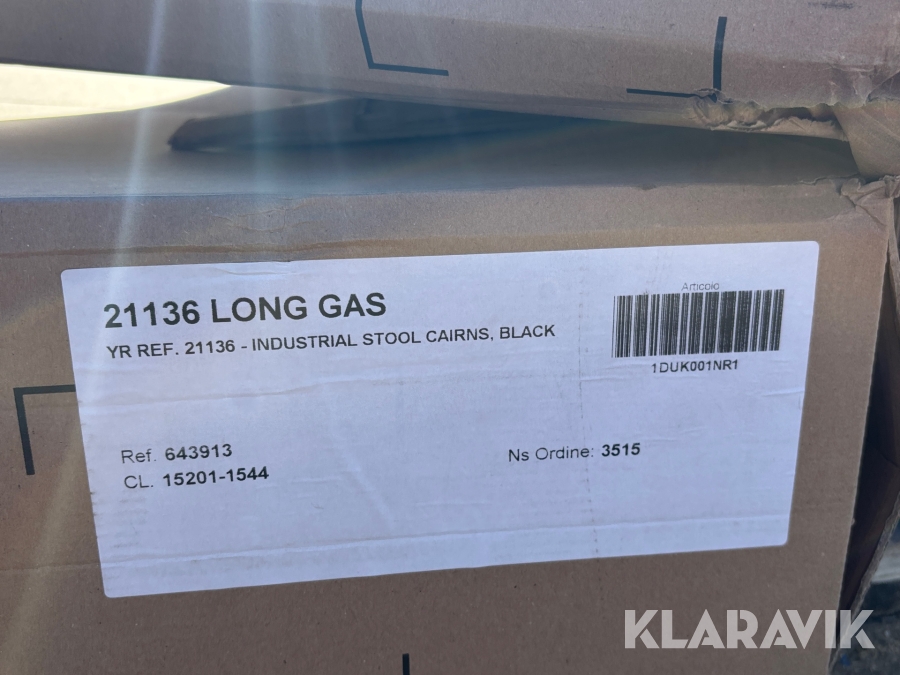 21136 LONG GAS
YR REF. 21136 - INDUSTRIAL STOOL CAIRNS, BLACK
Articolo
1DUK001NR1
Ref. 643913
Ns Ordine: 3515
CL. 15201-1544
KLARAVIK